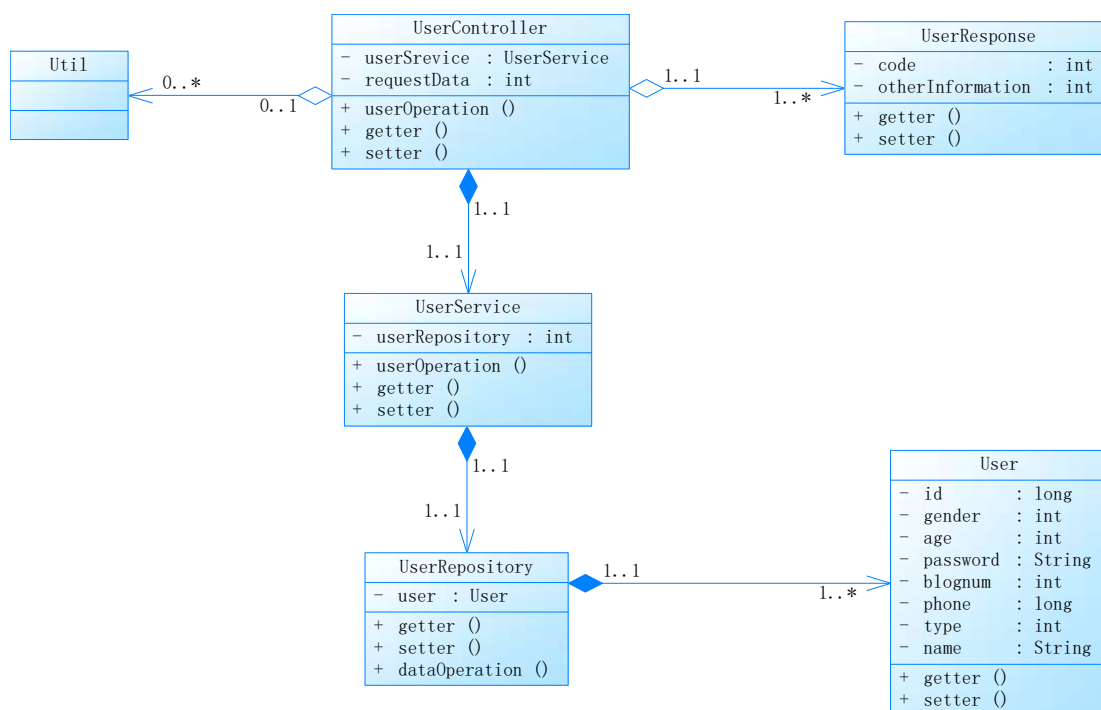 Util
0..*
0..1
UserController
- userSrevice : UserService
- requestData : int
+ userOperation ()
+ getter ()
+ setter ()
1..1
1..*
UserResponse
- code : int
- otherInformation : int
+ getter ()
+ setter ()
1..1
1..1
UserService
- userRepository : int
+ userOperation ()
+ getter ()
+ setter ()
1..1
1..1
UserRepository
- user : User
+ getter ()
+ setter ()
+ dataOperation ()
1..1
1..*
User
- id : long
- gender : int
- age : int
- password : String
- blognum : int
- phone : long
- type : int
- name : String
+ getter ()
+ setter ()